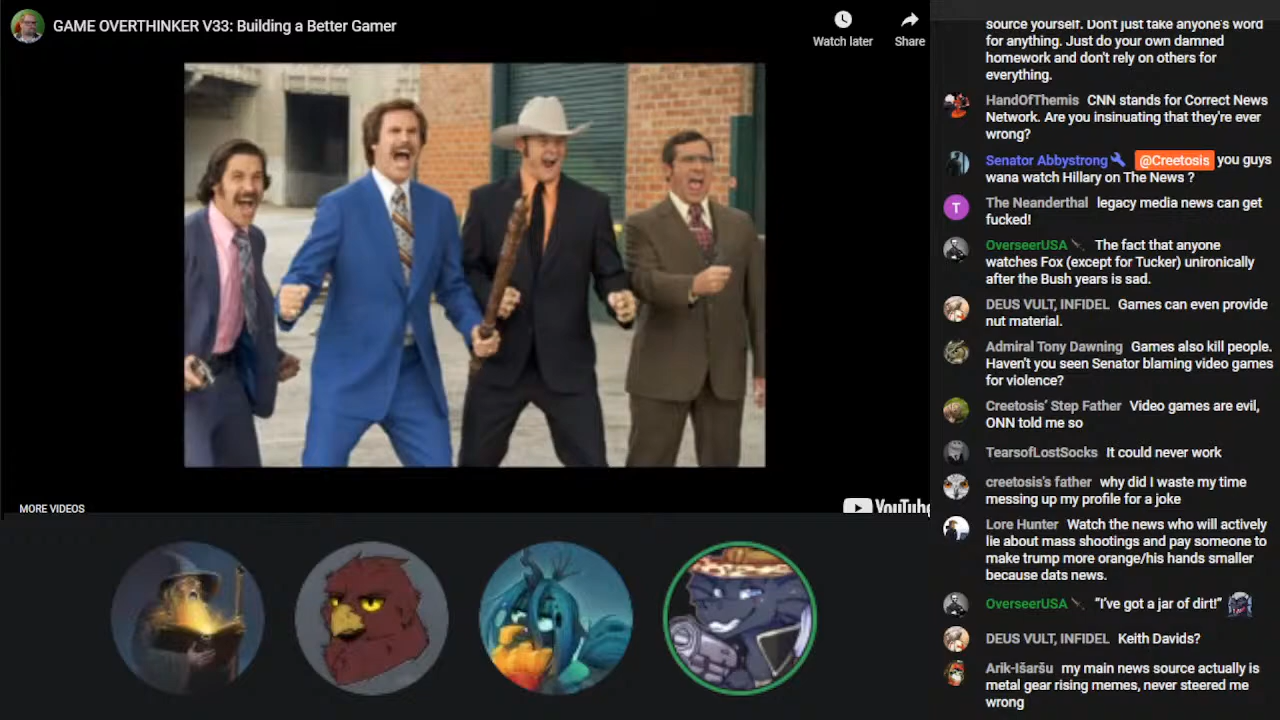 GAME OVERTHINKER V33: Building a Better Gamer
Watch later
Share
MORE VIDEOS
YouTube
source yourself. Don't just take anyone's word
for anything. Just do your own damned
homework and don't rely on others for
everything.
HandOfThemis CNN stands for Correct News
Network. Are you insinuating that they're ever
wrong?
Senator Abbystrong @Creetosis you guys
wana watch Hillary on The News ?
T
The Neanderthal legacy media news can get
fucked!
OverseerUSA The fact that anyone
watches Fox (except for Tucker) unironically
after the Bush years is sad.
DEUS VULT, INFIDEL Games can even provide
nut material.
Admiral Tony Dawning Games also kill people.
Haven't you seen Senator blaming video games
for violence?
Creetosis' Step Father Video games are evil,
ONN told me so
TearsofLostSocks It could never work
creetosis's father why did I waste my time
messing up my profile for a joke
Lore Hunter Watch the news who will actively
lie about mass shootings and pay someone to
make trump more orange/his hands smaller
because dats news.
OverseerUSA "I've got a jar of dirt!"
DEUS VULT, INFIDEL Keith Davids?
Arik-Išaršu my main news source actually is
metal gear rising memes, never steered me
wrong